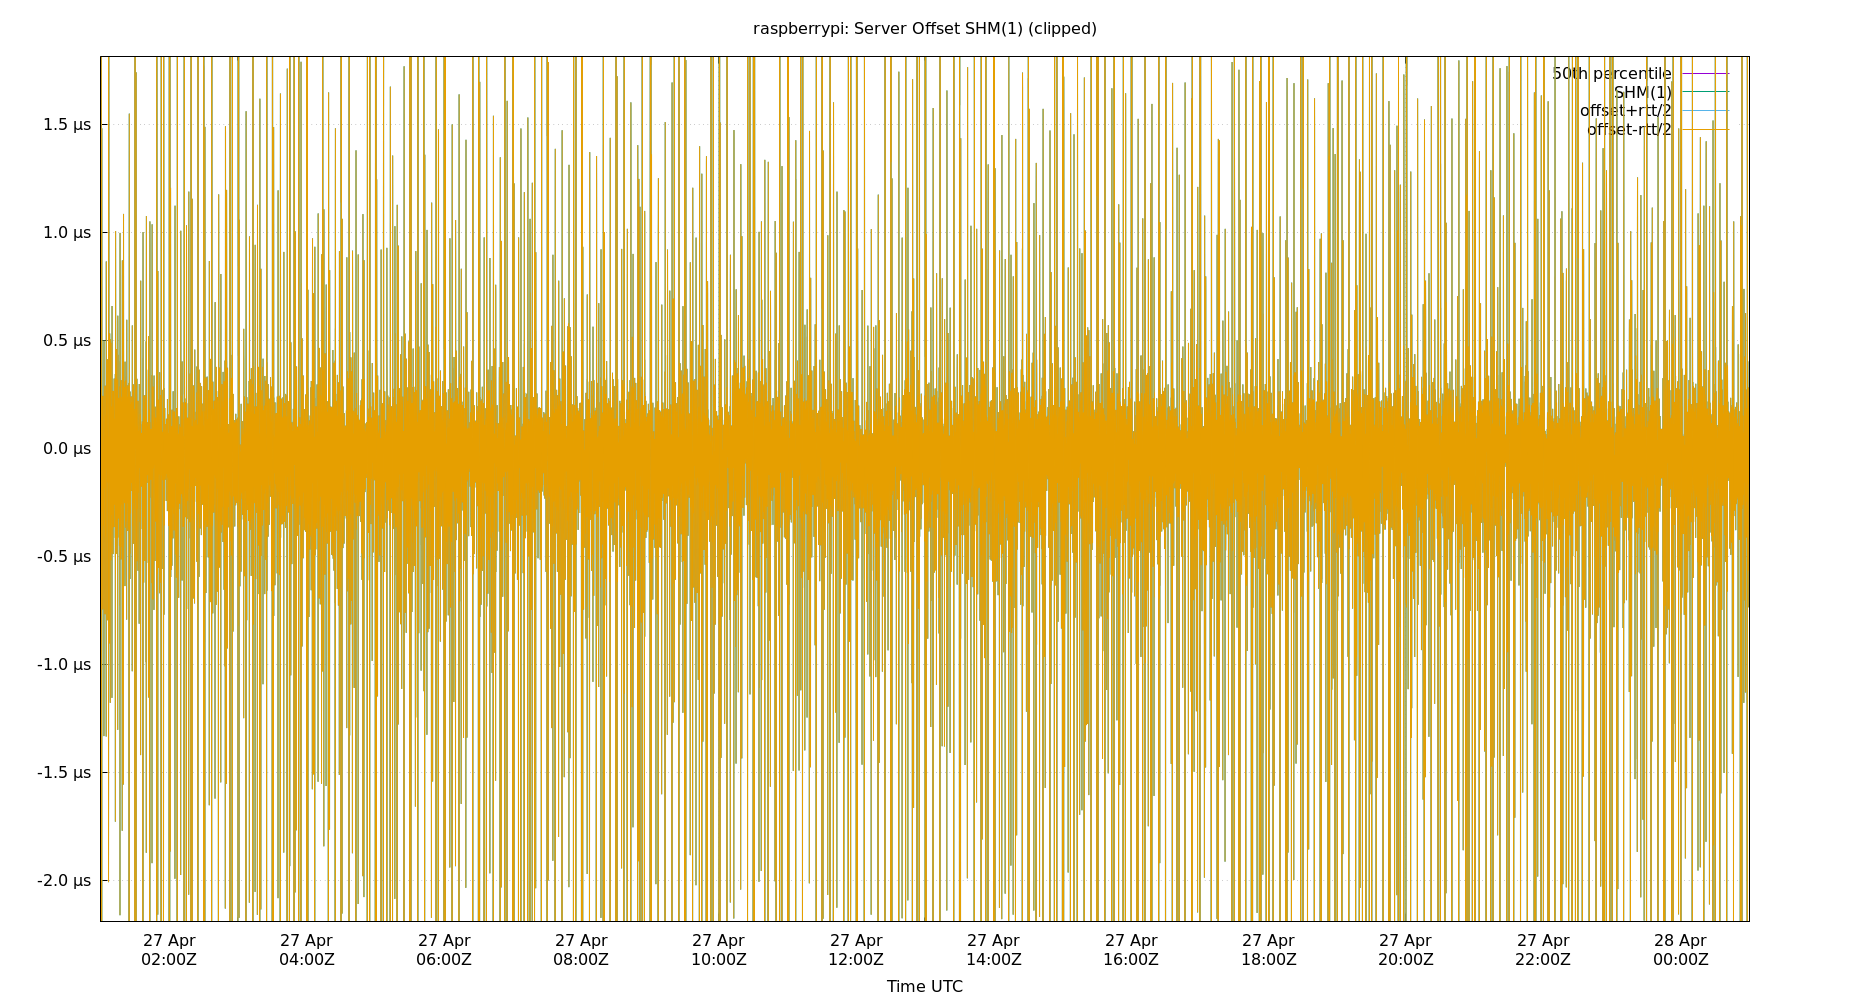 raspberrypi: Server Offset SHM(1) (clipped)
50th percentile
SHM(1)
offset+rtt/2
offset-rtt/2
1.5 µs
1.0 µs
0.5 µs
0.0 µs
-0.5 µs
-1.0 µs
-1.5 µs
-2.0 µs
27 Apr 27 Apr 27 Apr 27 Apr 27 Apr 27 Apr 27 Apr 27 Apr 27 Apr 27 Apr 27 Apr 28 Apr
02:00Z 04:00Z 06:00Z 08:00Z 10:00Z 12:00Z 14:00Z 16:00Z 18:00Z 20:00Z 22:00Z 00:00Z
Time UTC